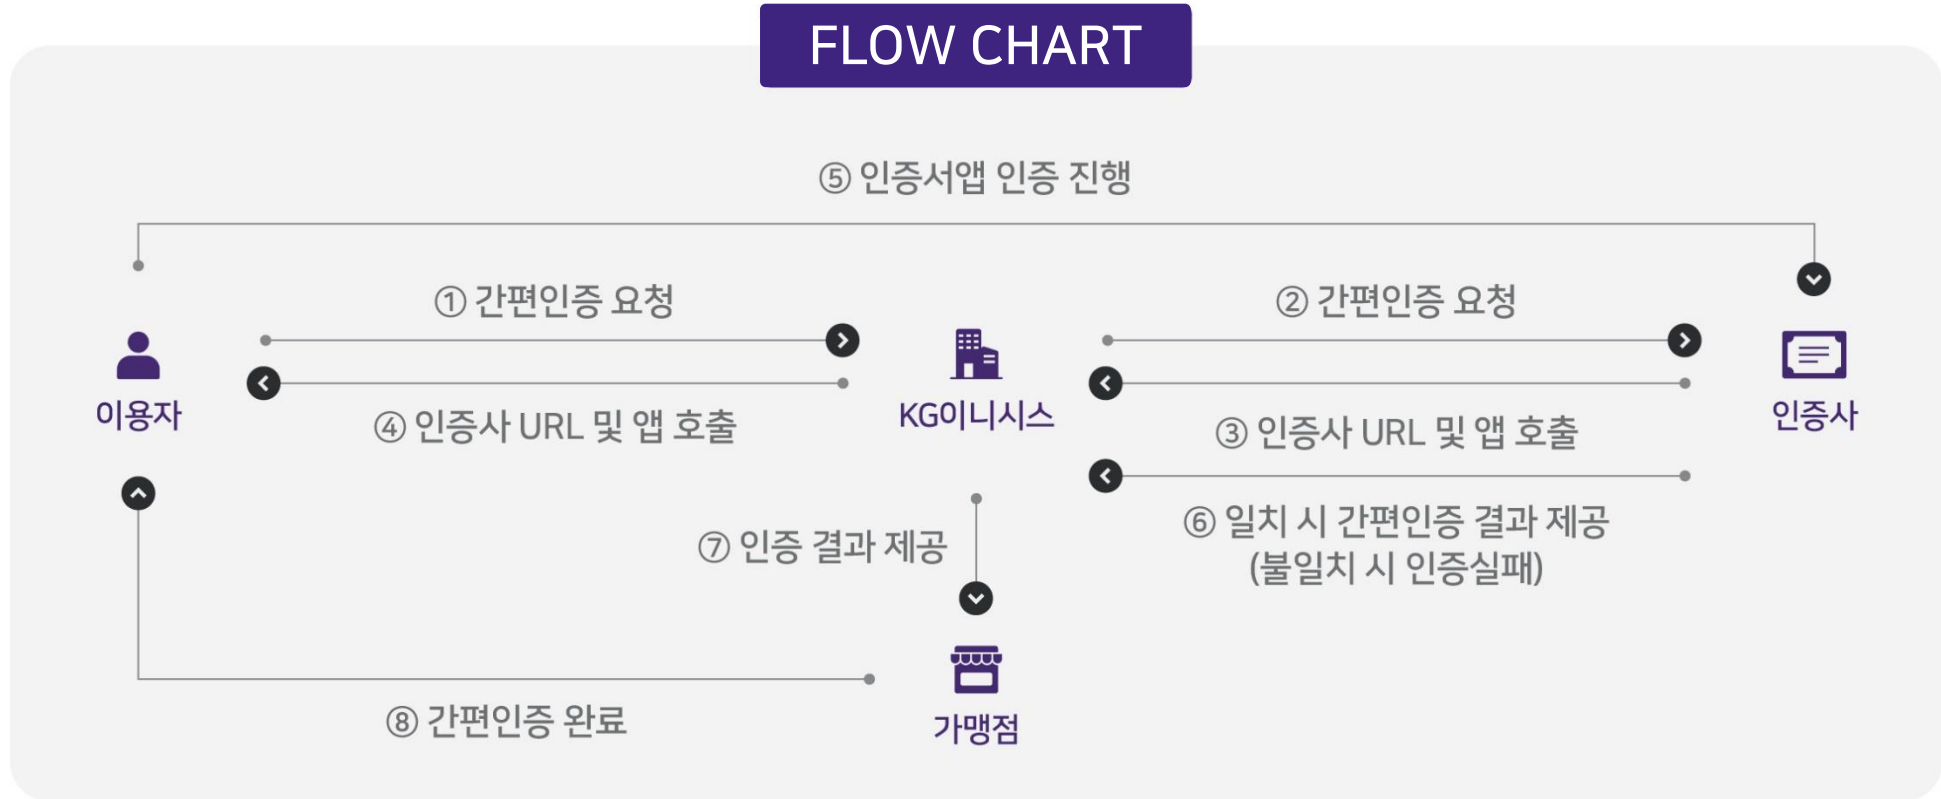 FLOW CHART
⑤ 인증서앱 인증 진행
① 간편인증 요청
② 간편인증 요청
이용자
④ 인증사 URL 및 앱 호출
KG이니시스
③ 인증사 URL 및 앱 호출
인증사
⑥ 일치 시 간편인증 결과 제공
(불일치 시 인증실패)
⑦ 인증 결과 제공
⑧ 간편인증 완료
가맹점